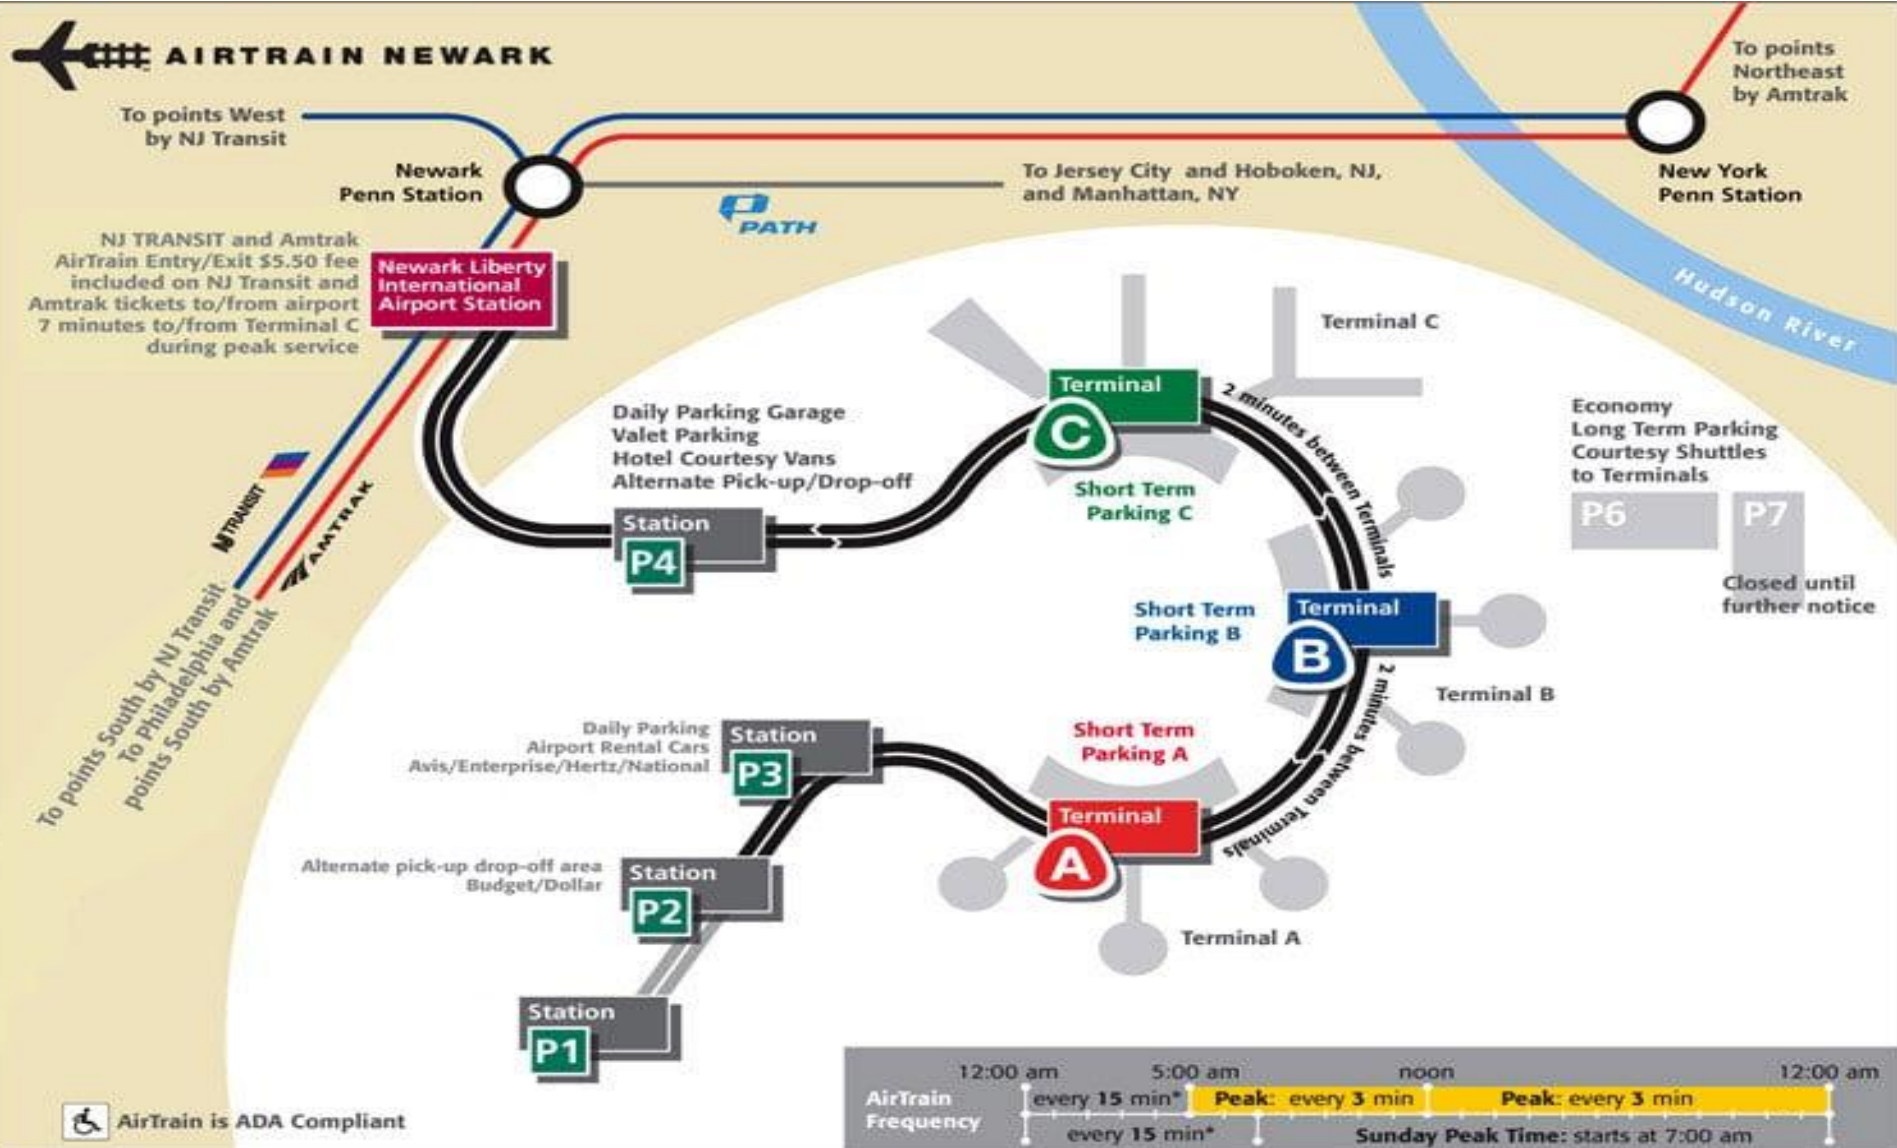 AIRTRAIN NEWARK
To points
Northeast
by Amtrak
To points West
by NJ Transit
Newark
Penn Station
To Jersey City and Hoboken, NJ,
and Manhattan, NY
New York
Penn Station
PATH
NJ TRANSIT and Amtrak
AirTrain Entry/Exit $5.50 fee
included on NJ Transit and
Amtrak tickets to/from airport
7 minutes to/from Terminal C
during peak service
Newark Liberty
International
Airport Station
Hudson River
Terminal C
Terminal
C
2 minutes between Terminals
Daily Parking Garage
Valet Parking
Hotel Courtesy Vans
Alternate Pick-up/Drop-off
Short Term
Parking C
Economy
Long Term Parking
Courtesy Shuttles
to Terminals
P6
P7
Closed until
further notice
Station
P4
NJ TRANSIT
AMTRAK
To points South by NJ Transit
To Philadelphia and
points South by Amtrak
Short Term
Parking B
Terminal
B
Terminal B
2 minutes between Terminals
Daily Parking
Airport Rental Cars
Avis/Enterprise/Hertz/National
Station
P3
Short Term
Parking A
Terminal
A
Terminal A
Alternate pick-up drop-off area
Budget/Dollar
Station
P2
Station
P1
AirTrain is ADA Compliant
12:00 am 5:00 am noon 12:00 am
AirTrain
Frequency
every 15 min* Peak: every 3 min Peak: every 3 min
every 15 min* Sunday Peak Time: starts at 7:00 am